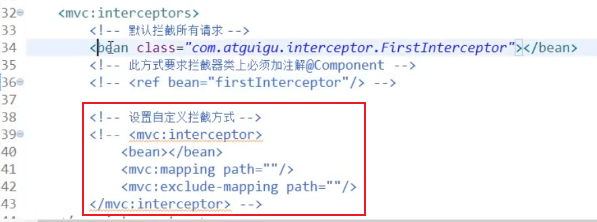 32 <mvc:interceptors>
33 <!-- 默认拦截所有请求 -->
34 <bean class="com.atguigu.interceptor.FirstInterceptor"></bean>
35 <!-- 此方式要求拦截器类上必须加注解@Component -->
36 <!-- <ref bean="firstInterceptor"/> -->
37
38 <!-- 设置自定义拦截方式 -->
39 <!-- <mvc:interceptor>
40 <bean></bean>
41 <mvc:mapping path=""/>
42 <mvc:exclude-mapping path=""/>
43 </mvc:interceptor> -->